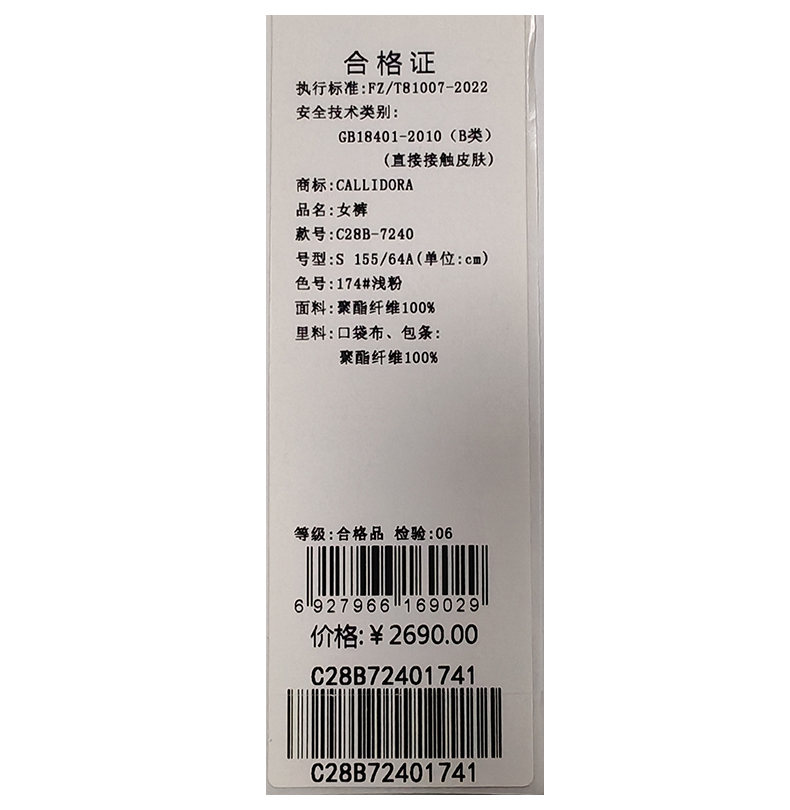 合格证
执行标准:FZ/T81007-2022
安全技术类别:
GB18401-2010（B类）
(直接接触皮肤)
商标:CALLIDORA
品名:女裤
款号:C28B-7240
号型:S 155/64A(单位:cm)
色号:174#浅粉
面料:聚酯纤维100%
里料:口袋布、包条:
聚酯纤维100%
等级:合格品 检验:06
6 927966 169029
价格:￥2690.00
C28B72401741
C28B72401741